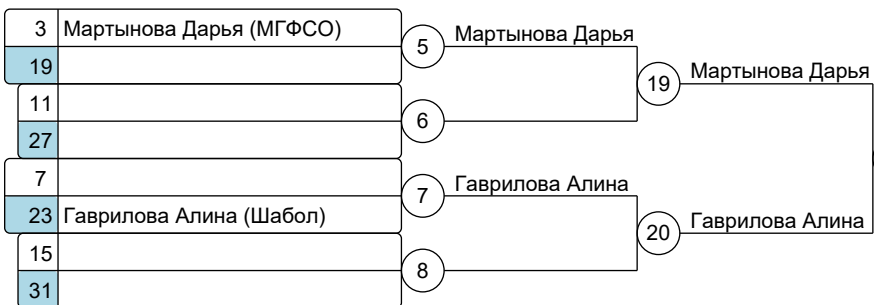 3 Мартынова Дарья (МГФСО)
19
11
27
7
23 Гаврилова Алина (Шабол)
15
31
5 Мартынова Дарья
6
7 Гаврилова Алина
8
19 Мартынова Дарья
20 Гаврилова Алина